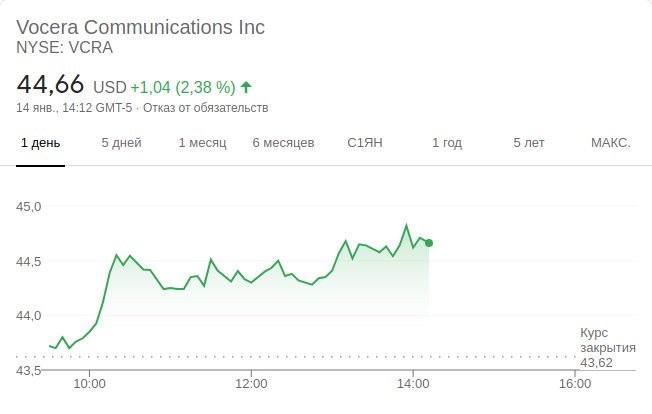 Vocera Communications Inc
NYSE: VCRA
44,66 USD +1,04 (2,38 %)
14 янв., 14:12 GMT-5 · Отказ от обязательств
1 день 5 дней 1 месяц 6 месяцев С1ЯН 1 год 5 лет МАКС.
45,0
44,5
44,0
Курс
закрытия
43,62
43,5
10:00 12:00 14:00 16:00